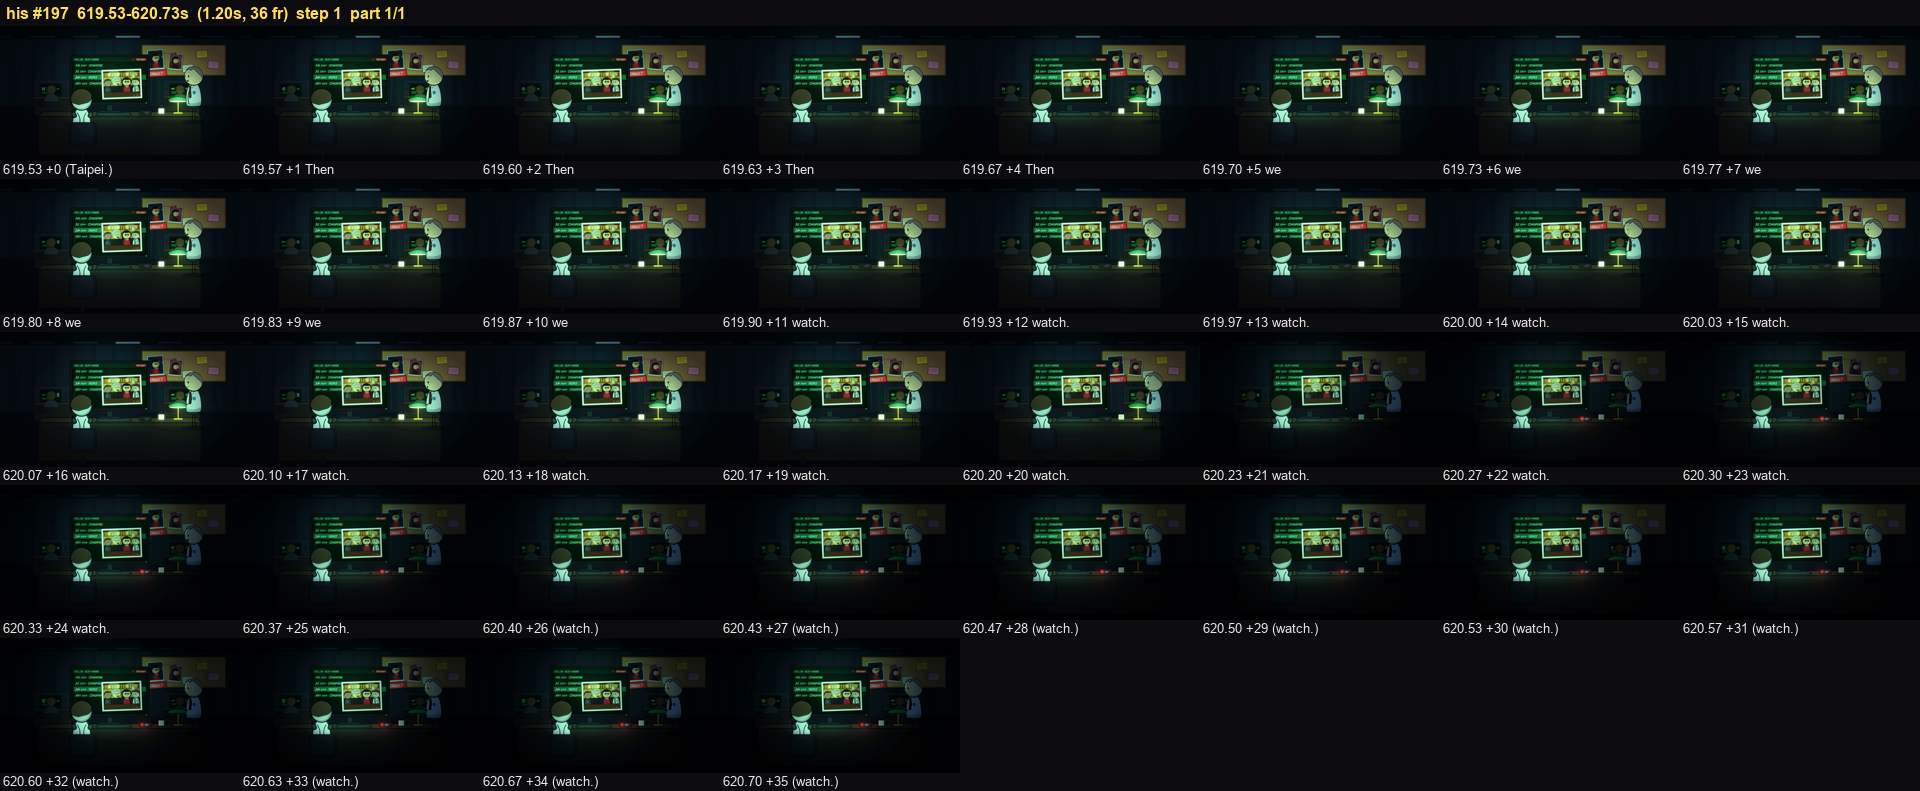 his #197 619.53-620.73s (1.20s, 36 fr) step 1 part 1/1
619.53 +0 (Taipei.)
619.57 +1 Then
619.60 +2 Then
619.63 +3 Then
619.67 +4 Then
619.70 +5 we
619.73 +6 we
619.77 +7 we
619.80 +8 we
619.83 +9 we
619.87 +10 we
619.90 +11 watch.
619.93 +12 watch.
619.97 +13 watch.
620.00 +14 watch.
620.03 +15 watch.
620.07 +16 watch.
620.10 +17 watch.
620.13 +18 watch.
620.17 +19 watch.
620.20 +20 watch.
620.23 +21 watch.
620.27 +22 watch.
620.30 +23 watch.
620.33 +24 watch.
620.37 +25 watch.
620.40 +26 (watch.)
620.43 +27 (watch.)
620.47 +28 (watch.)
620.50 +29 (watch.)
620.53 +30 (watch.)
620.57 +31 (watch.)
620.60 +32 (watch.)
620.63 +33 (watch.)
620.67 +34 (watch.)
620.70 +35 (watch.)